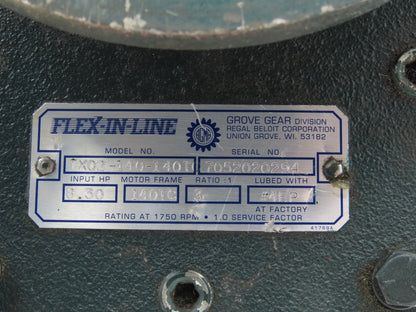 FLEX-IN-LINE
GROVE GEAR DIVISION
REGAL BELOIT CORPORATION
UNION GROVE, WI. 53182
MODEL NO. SERIAL NO.
INPUT HP MOTOR FRAME RATIO :1 LUBED WITH
AT FACTORY
RATING AT 1750 RPM • 1.0 SERVICE FACTOR